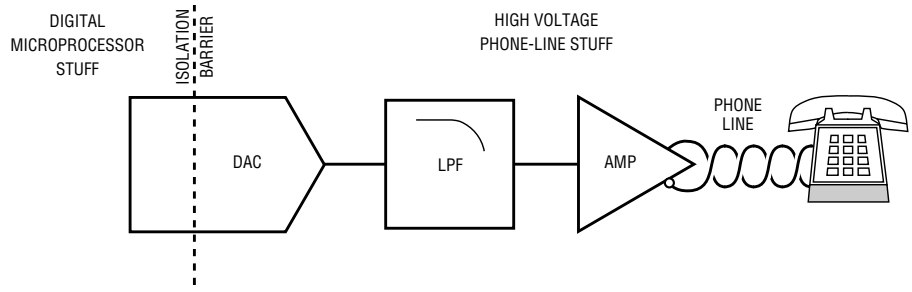 DIGITAL
MICROPROCESSOR
STUFF
ISOLATION
BARRIER
HIGH VOLTAGE
PHONE-LINE STUFF
DAC
LPF
AMP
PHONE
LINE